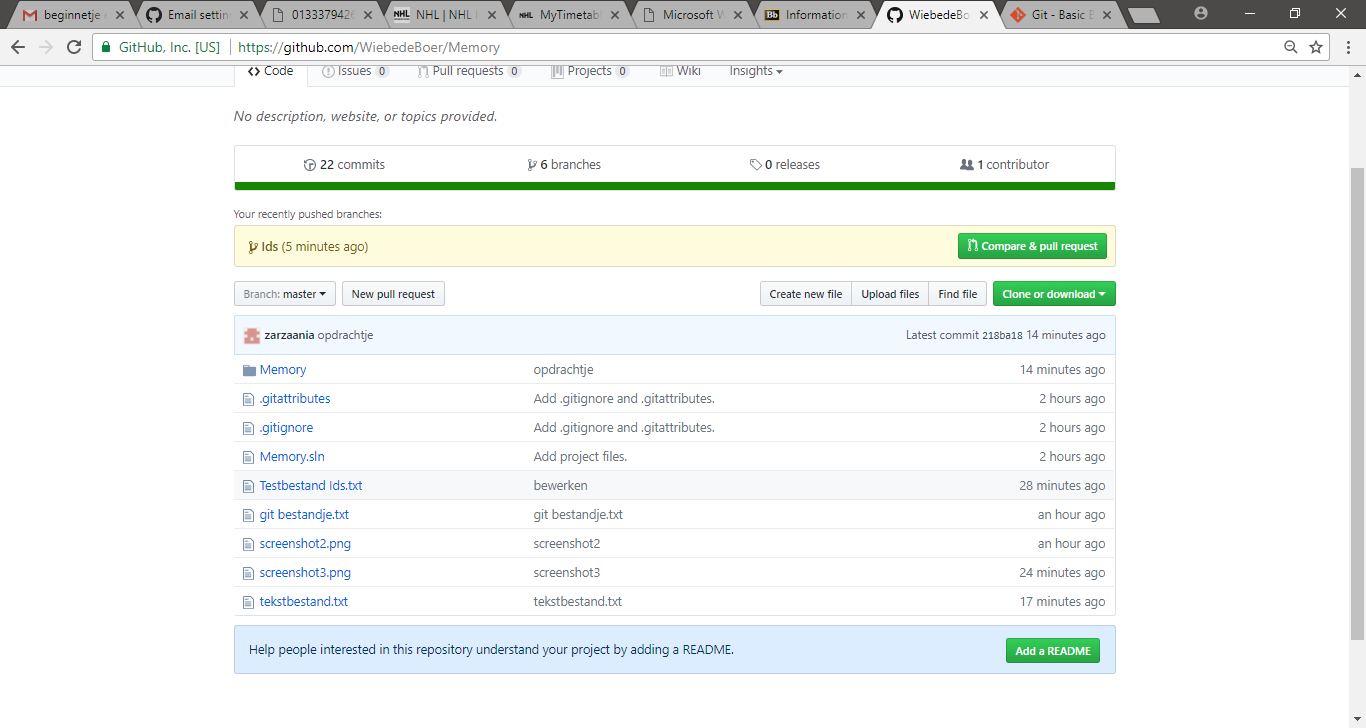 beginnetje
Email settin
0133379426
NHL | NHL
MyTimetab
Microsoft W
Information
WiebedeBo
Git - Basic B
GitHub, Inc. [US] https://github.com/WiebedeBoer/Memory
Code Issues 0 Pull requests 0 Projects 0 Wiki Insights
No description, website, or topics provided.
22 commits 6 branches 0 releases 1 contributor
Your recently pushed branches:
Ids (5 minutes ago) Compare & pull request
Branch: master New pull request Create new file Upload files Find file Clone or download
zarzaania opdrachtje Latest commit 218ba18 14 minutes ago
Memory opdrachtje 14 minutes ago
.gitattributes Add .gitignore and .gitattributes. 2 hours ago
.gitignore Add .gitignore and .gitattributes. 2 hours ago
Memory.sln Add project files. 2 hours ago
Testbestand Ids.txt bewerken 28 minutes ago
git bestandje.txt git bestandje.txt an hour ago
screenshot2.png screenshot2 an hour ago
screenshot3.png screenshot3 24 minutes ago
tekstbestand.txt tekstbestand.txt 17 minutes ago
Help people interested in this repository understand your project by adding a README. Add a README